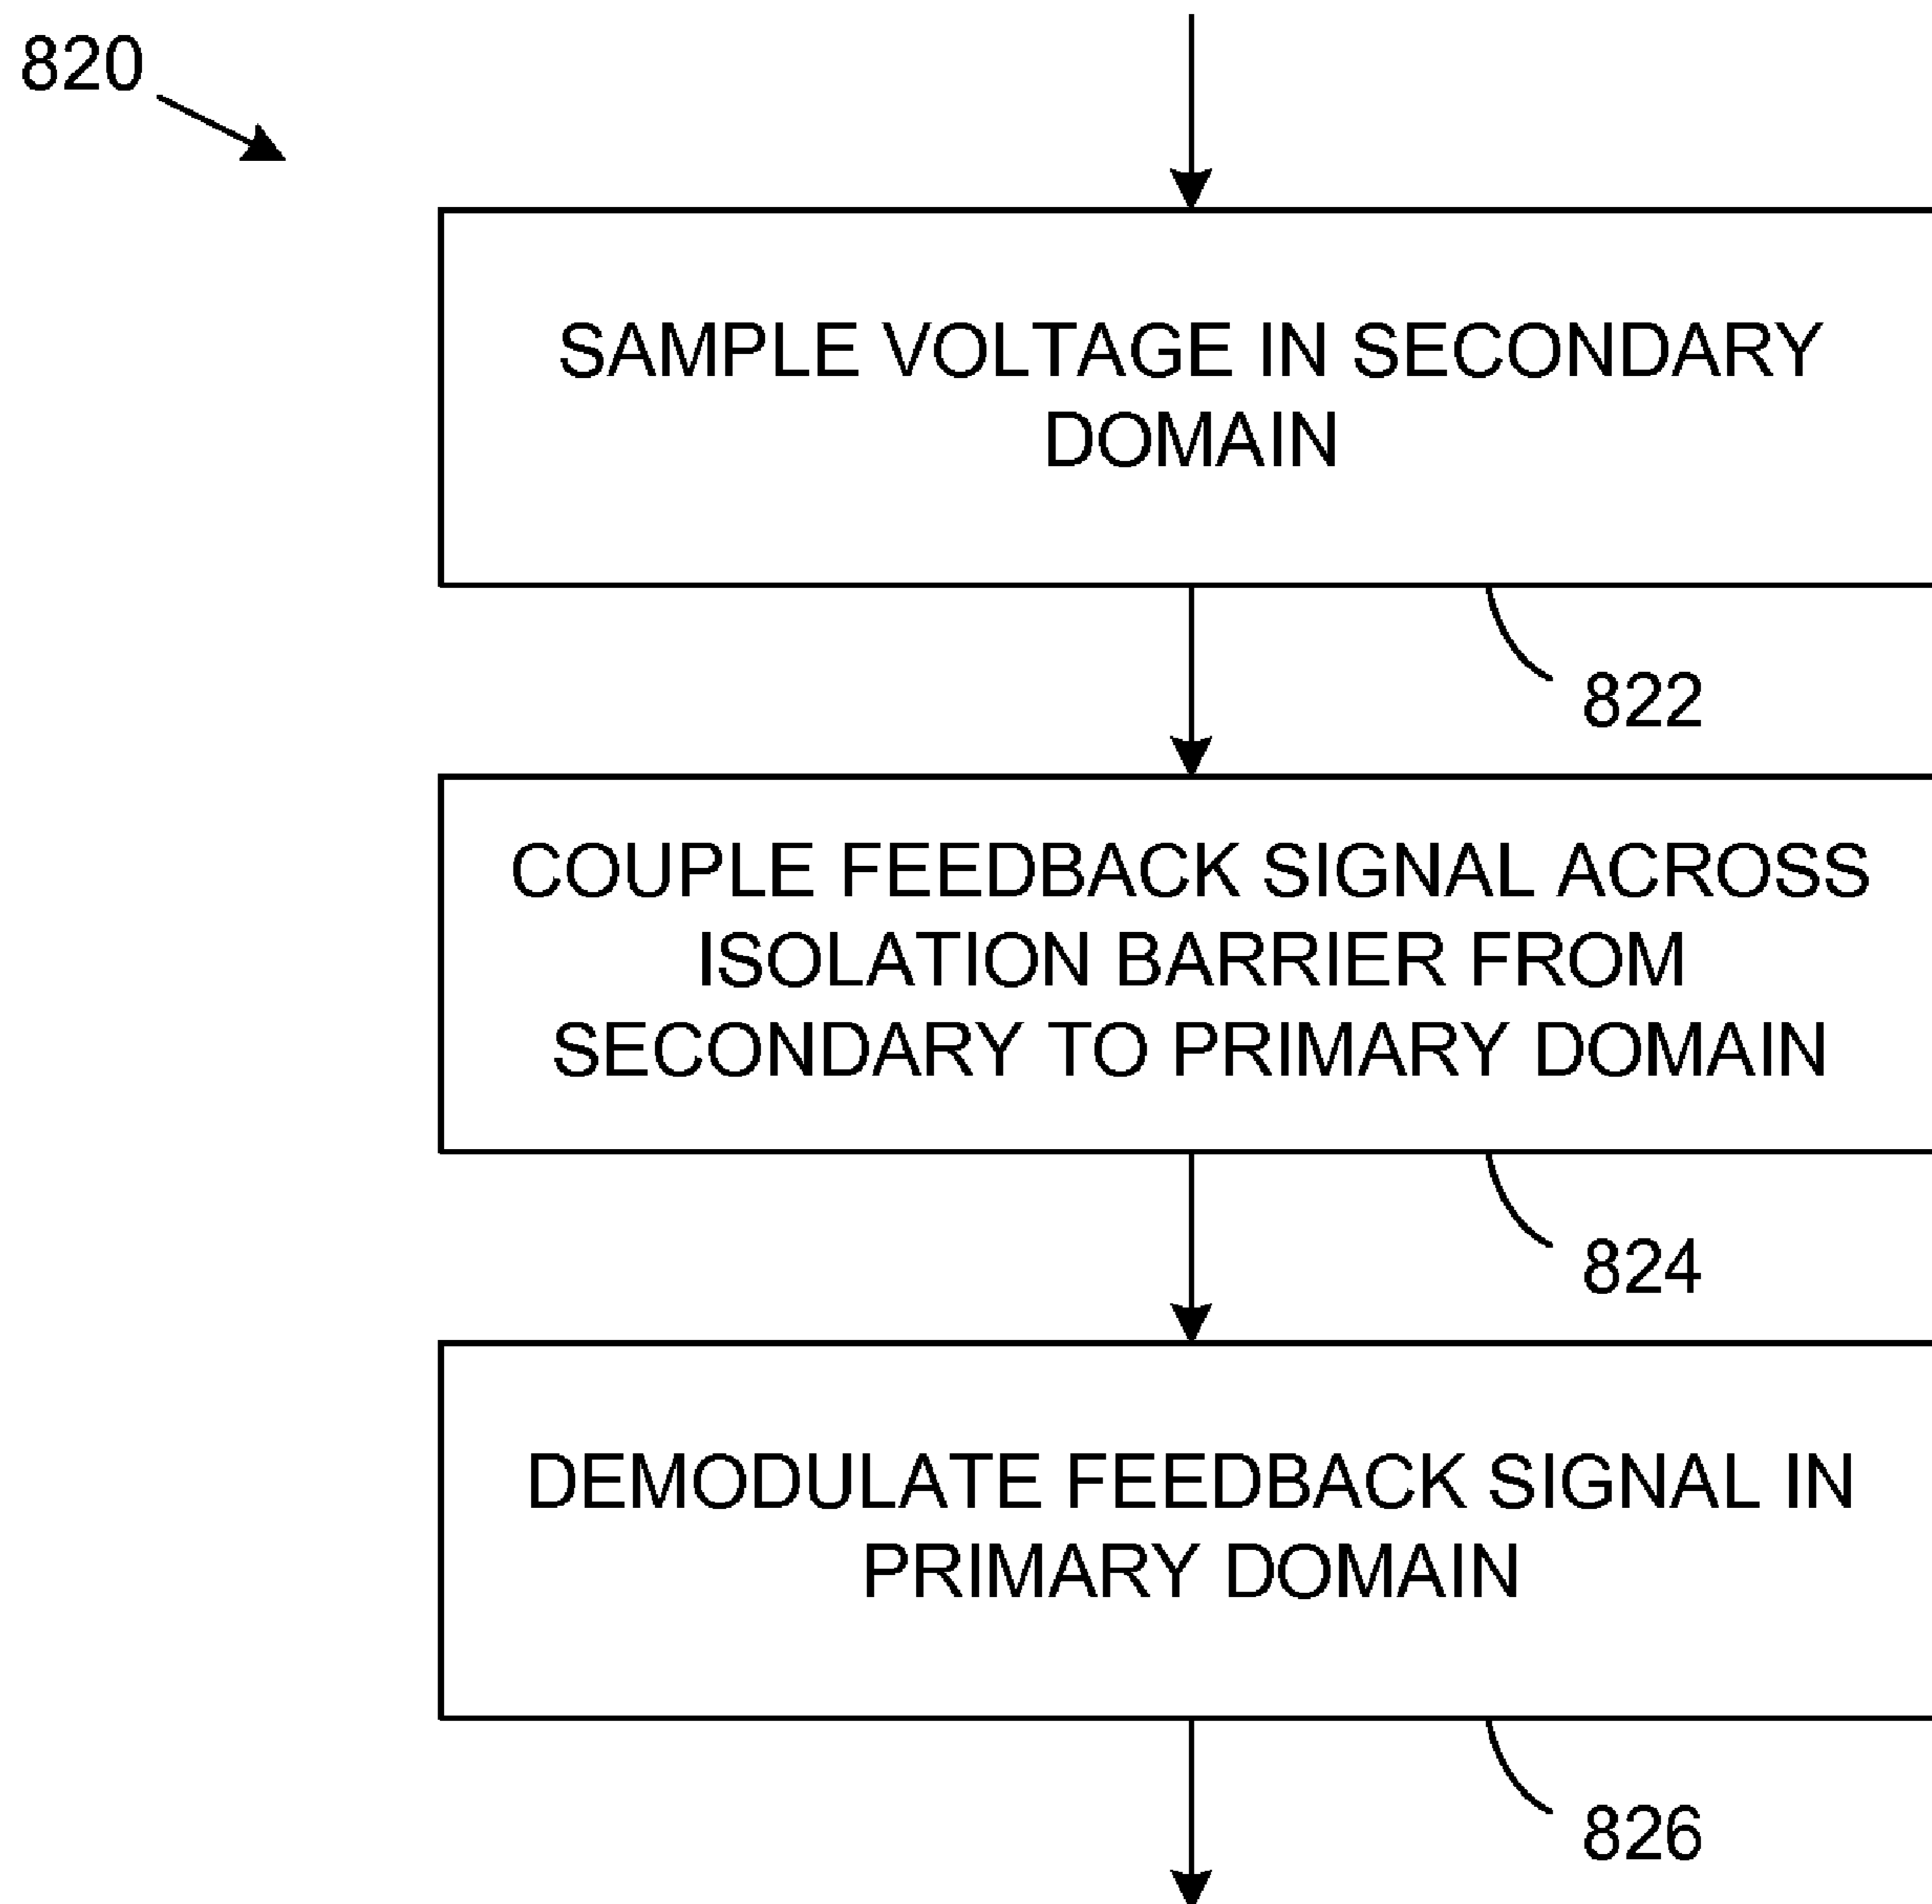 820
SAMPLE VOLTAGE IN SECONDARY
DOMAIN
822
COUPLE FEEDBACK SIGNAL ACROSS
ISOLATION BARRIER FROM
SECONDARY TO PRIMARY DOMAIN
824
DEMODULATE FEEDBACK SIGNAL IN
PRIMARY DOMAIN
826